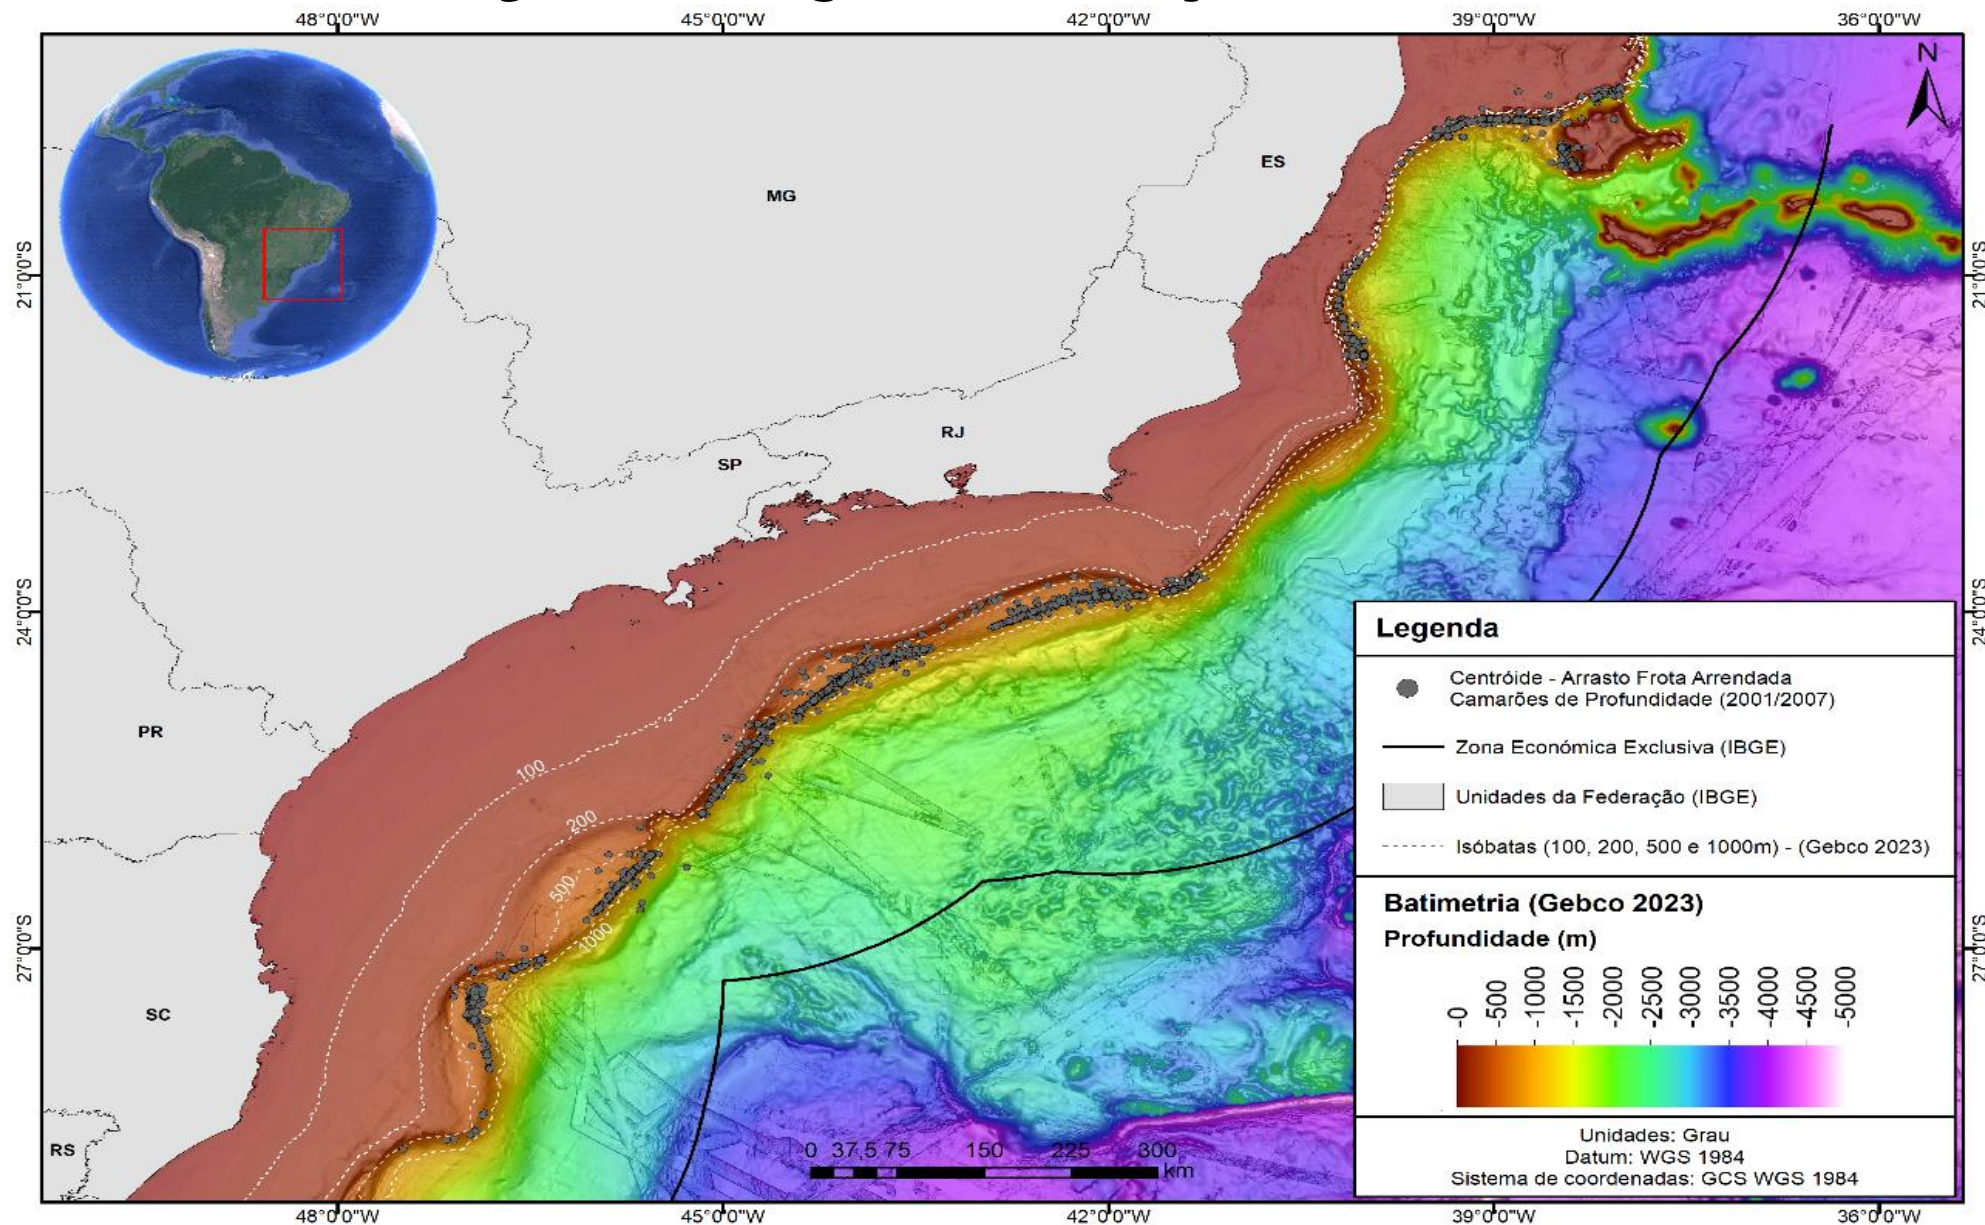 48°0'0"W 45°0'0"W 42°0'0"W 39°0'0"W 36°0'0"W
N
ES
MG
21°0'0"S 21°0'0"S
RJ
SP
24°0'0"S 24°0'0"S
Legenda
Centróide - Arrasto Frota Arrendada
Camarões de Profundidade (2001/2007)
PR
Zona Económica Exclusiva (IBGE)
100
Unidades da Federação (IBGE)
200
Isóbatas (100, 200, 500 e 1000m) - (Gebco 2023)
500
Batimetria (Gebco 2023)
1000
Profundidade (m)
27°0'0"S 27°0'0"S
-0 -500 -1000 -1500 -2000 -2500 -3000 -3500 -4000 -4500 -5000
SC
RS
0 37,5 75 150 225 300
km
Unidades: Grau
Datum: WGS 1984
Sistema de coordenadas: GCS WGS 1984
48°0'0"W 45°0'0"W 42°0'0"W 39°0'0"W 36°0'0"W